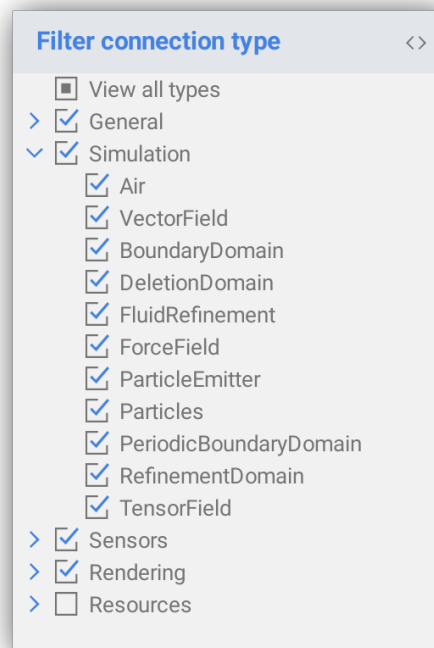 Filter connection type
View all types
General
Simulation
Air
VectorField
BoundaryDomain
DeletionDomain
FluidRefinement
ForceField
ParticleEmitter
Particles
PeriodicBoundaryDomain
RefinementDomain
TensorField
Sensors
Rendering
Resources